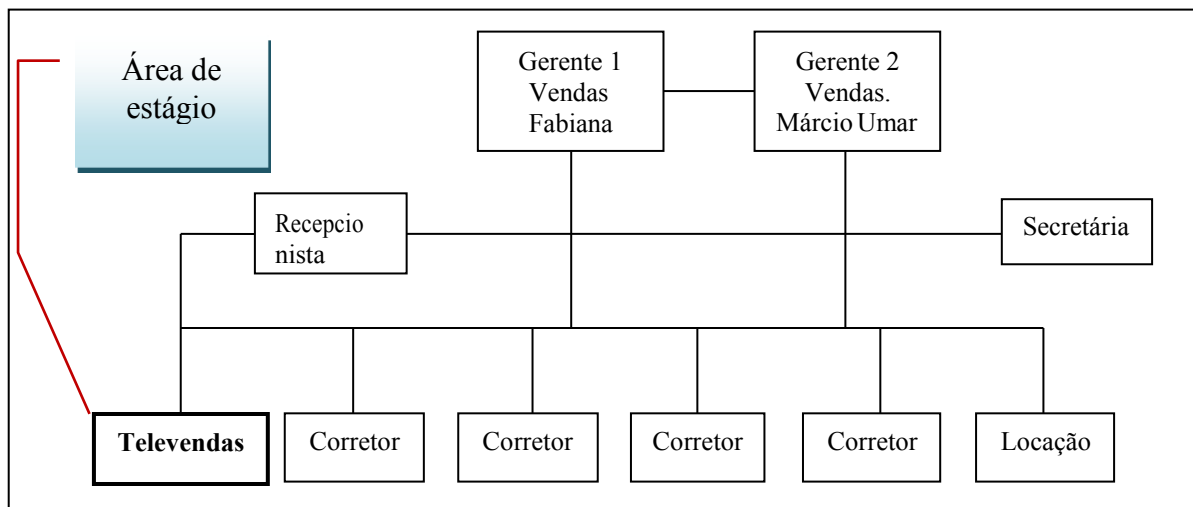 Área de
estágio
Gerente 1
Vendas
Fabiana
Gerente 2
Vendas.
Márcio Umar
Recepcio
nista
Secretária
Televendas
Corretor
Corretor
Corretor
Corretor
Locação